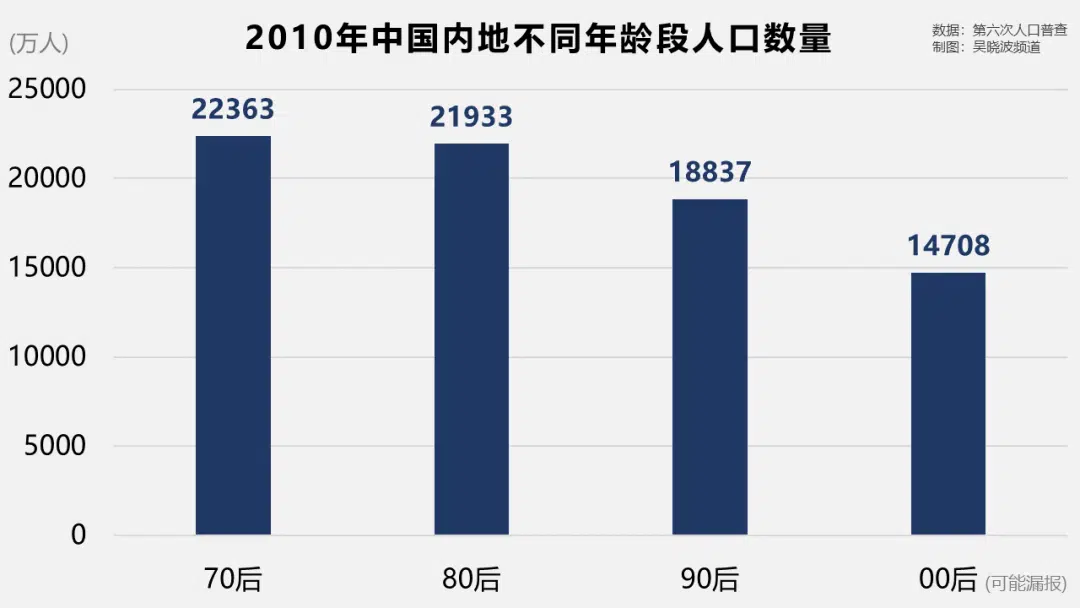 2010年中国内地不同年龄段人口数量
数据：第六次人口普查
制图：吴晓波频道
(万人)
25000
20000
15000
10000
5000
0
22363
21933
18837
14708
70后
80后
90后
00后 (可能漏报)